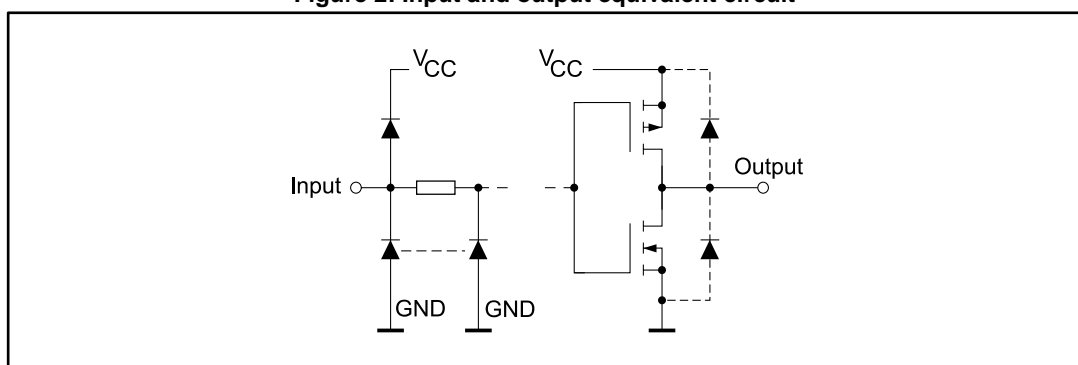 Figure 2. Input and output equivalent circuit
VCC
VCC
Input
Output
GND
GND